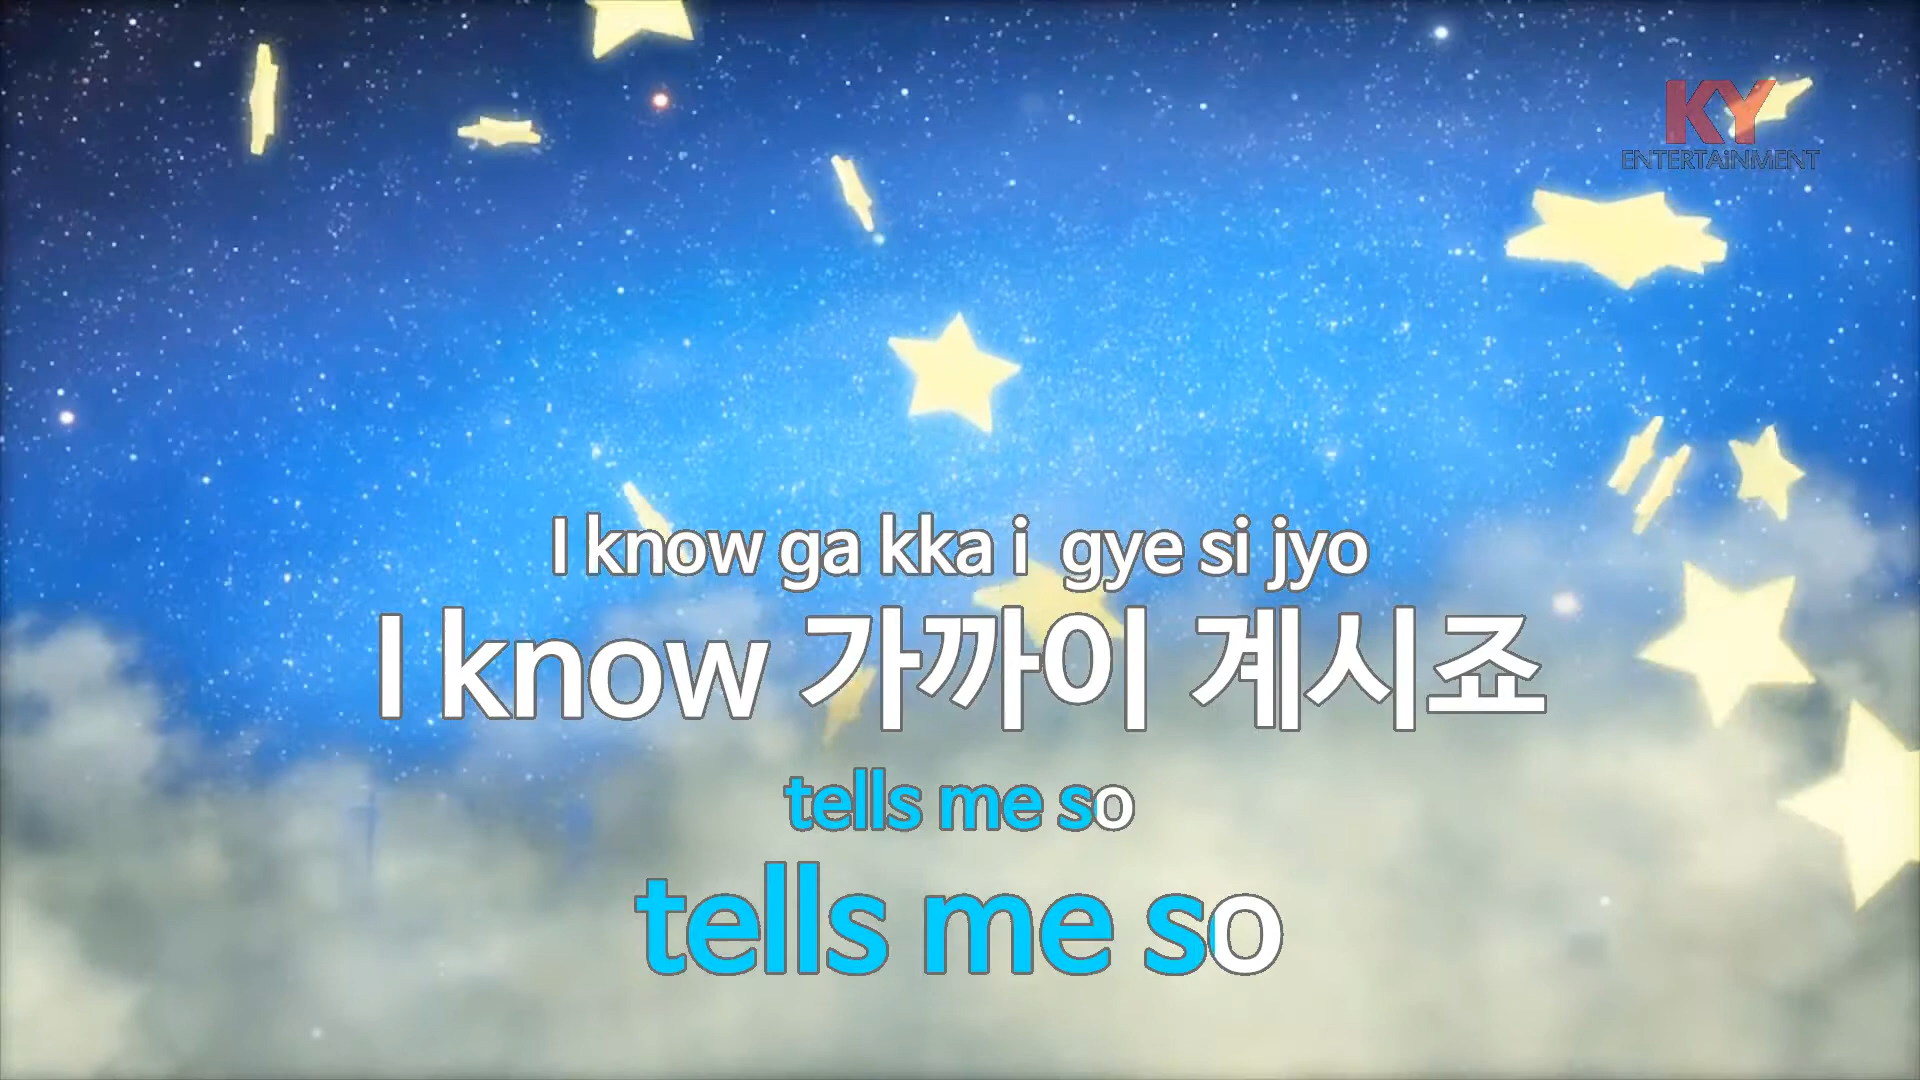 KY
ENTERTAiNMENT
I know ga kka i gye si jyo
I know 가까이 계시죠
tells me so
tells me so